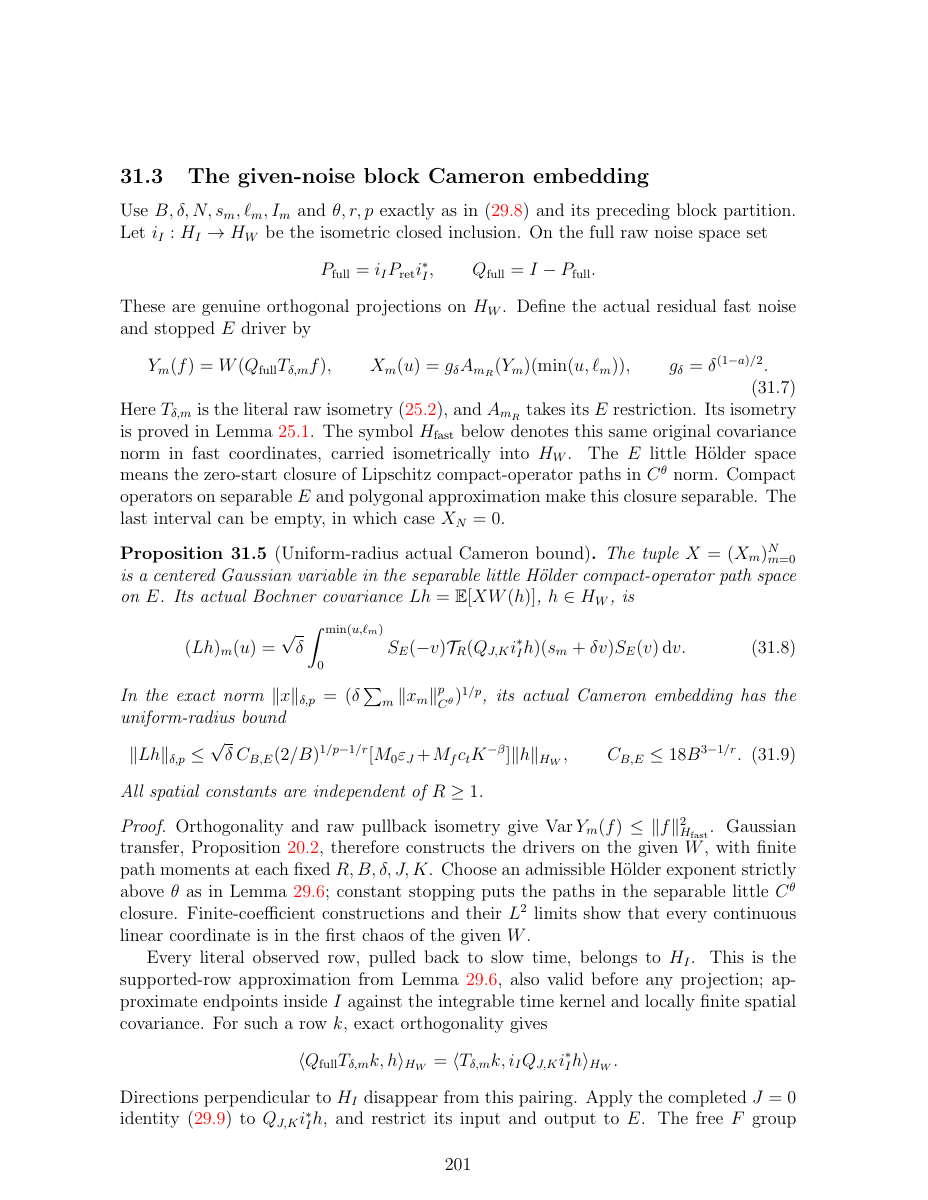 31.3 The given-noise block Cameron embedding
Use B, δ, N, s_m, ℓ_m, I_m and θ, r, p exactly as in (29.8) and its preceding block partition.
Let i_I : H_I → H_W be the isometric closed inclusion. On the full raw noise space set
P_full = i_I P_ret i_I^*, Q_full = I − P_full.
These are genuine orthogonal projections on H_W. Define the actual residual fast noise
and stopped E driver by
Y_m(f) = W(Q_full T_{δ,m} f), X_m(u) = g_δ A_{m_R}(Y_m)(min(u, ℓ_m)), g_δ = δ^{(1−a)/2}.
(31.7)
Here T_{δ,m} is the literal raw isometry (25.2), and A_{m_R} takes its E restriction. Its isometry
is proved in Lemma 25.1. The symbol H_fast below denotes this same original covariance
norm in fast coordinates, carried isometrically into H_W. The E little Hölder space
means the zero-start closure of Lipschitz compact-operator paths in C^θ norm. Compact
operators on separable E and polygonal approximation make this closure separable. The
last interval can be empty, in which case X_N = 0.
Proposition 31.5 (Uniform-radius actual Cameron bound). The tuple X = (X_m)_{m=0}^N
is a centered Gaussian variable in the separable little Hölder compact-operator path space
on E. Its actual Bochner covariance Lh = 𝔼[XW(h)], h ∈ H_W, is
(Lh)_m(u) = √δ ∫_0^{min(u,ℓ_m)} S_E(−v)𝒯_R(Q_{J,K} i_I^* h)(s_m + δv)S_E(v) dv. (31.8)
In the exact norm ‖x‖_{δ,p} = (δ ∑_m ‖x_m‖_{C^θ}^p)^{1/p}, its actual Cameron embedding has the
uniform-radius bound
‖Lh‖_{δ,p} ≤ √δ C_{B,E}(2/B)^{1/p−1/r}[M_0 ε_J + M_f c_t K^{−β}]‖h‖_{H_W}, C_{B,E} ≤ 18B^{3−1/r}. (31.9)
All spatial constants are independent of R ≥ 1.
Proof. Orthogonality and raw pullback isometry give Var Y_m(f) ≤ ‖f‖_{H_fast}^2. Gaussian
transfer, Proposition 20.2, therefore constructs the drivers on the given W, with finite
path moments at each fixed R, B, δ, J, K. Choose an admissible Hölder exponent strictly
above θ as in Lemma 29.6; constant stopping puts the paths in the separable little C^θ
closure. Finite-coefficient constructions and their L^2 limits show that every continuous
linear coordinate is in the first chaos of the given W.
Every literal observed row, pulled back to slow time, belongs to H_I. This is the
supported-row approximation from Lemma 29.6, also valid before any projection; ap-
proximate endpoints inside I against the integrable time kernel and locally finite spatial
covariance. For such a row k, exact orthogonality gives
⟨Q_full T_{δ,m} k, h⟩_{H_W} = ⟨T_{δ,m} k, i_I Q_{J,K} i_I^* h⟩_{H_W}.
Directions perpendicular to H_I disappear from this pairing. Apply the completed J = 0
identity (29.9) to Q_{J,K} i_I^* h, and restrict its input and output to E. The free F group
201